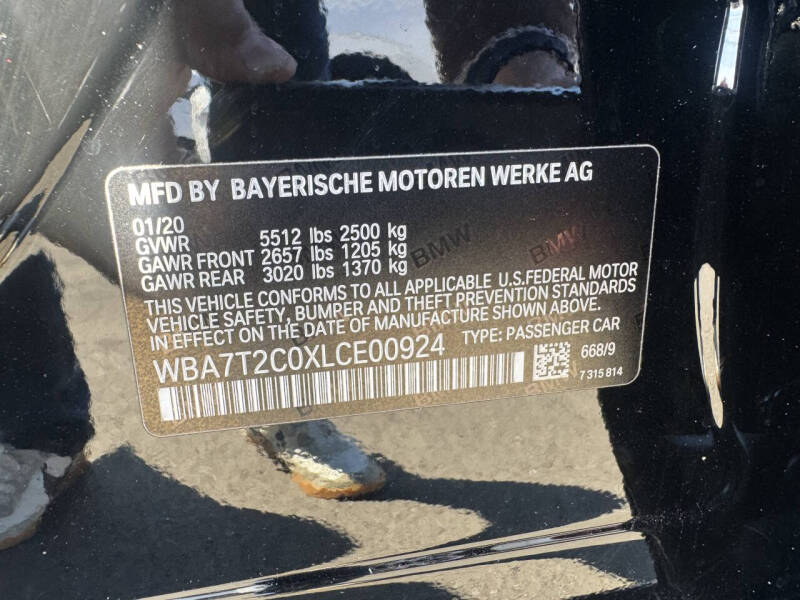 MFD BY BAYERISCHE MOTOREN WERKE AG
01/20
GVWR 5512 lbs 2500 kg
GAWR FRONT 2657 lbs 1205 kg
GAWR REAR 3020 lbs 1370 kg
BMW BMW
THIS VEHICLE CONFORMS TO ALL APPLICABLE U.S.FEDERAL MOTOR
VEHICLE SAFETY, BUMPER AND THEFT PREVENTION STANDARDS
IN EFFECT ON THE DATE OF MANUFACTURE SHOWN ABOVE.
WBA7T2C0XLCE00924 TYPE: PASSENGER CAR
668/9
7 315 814